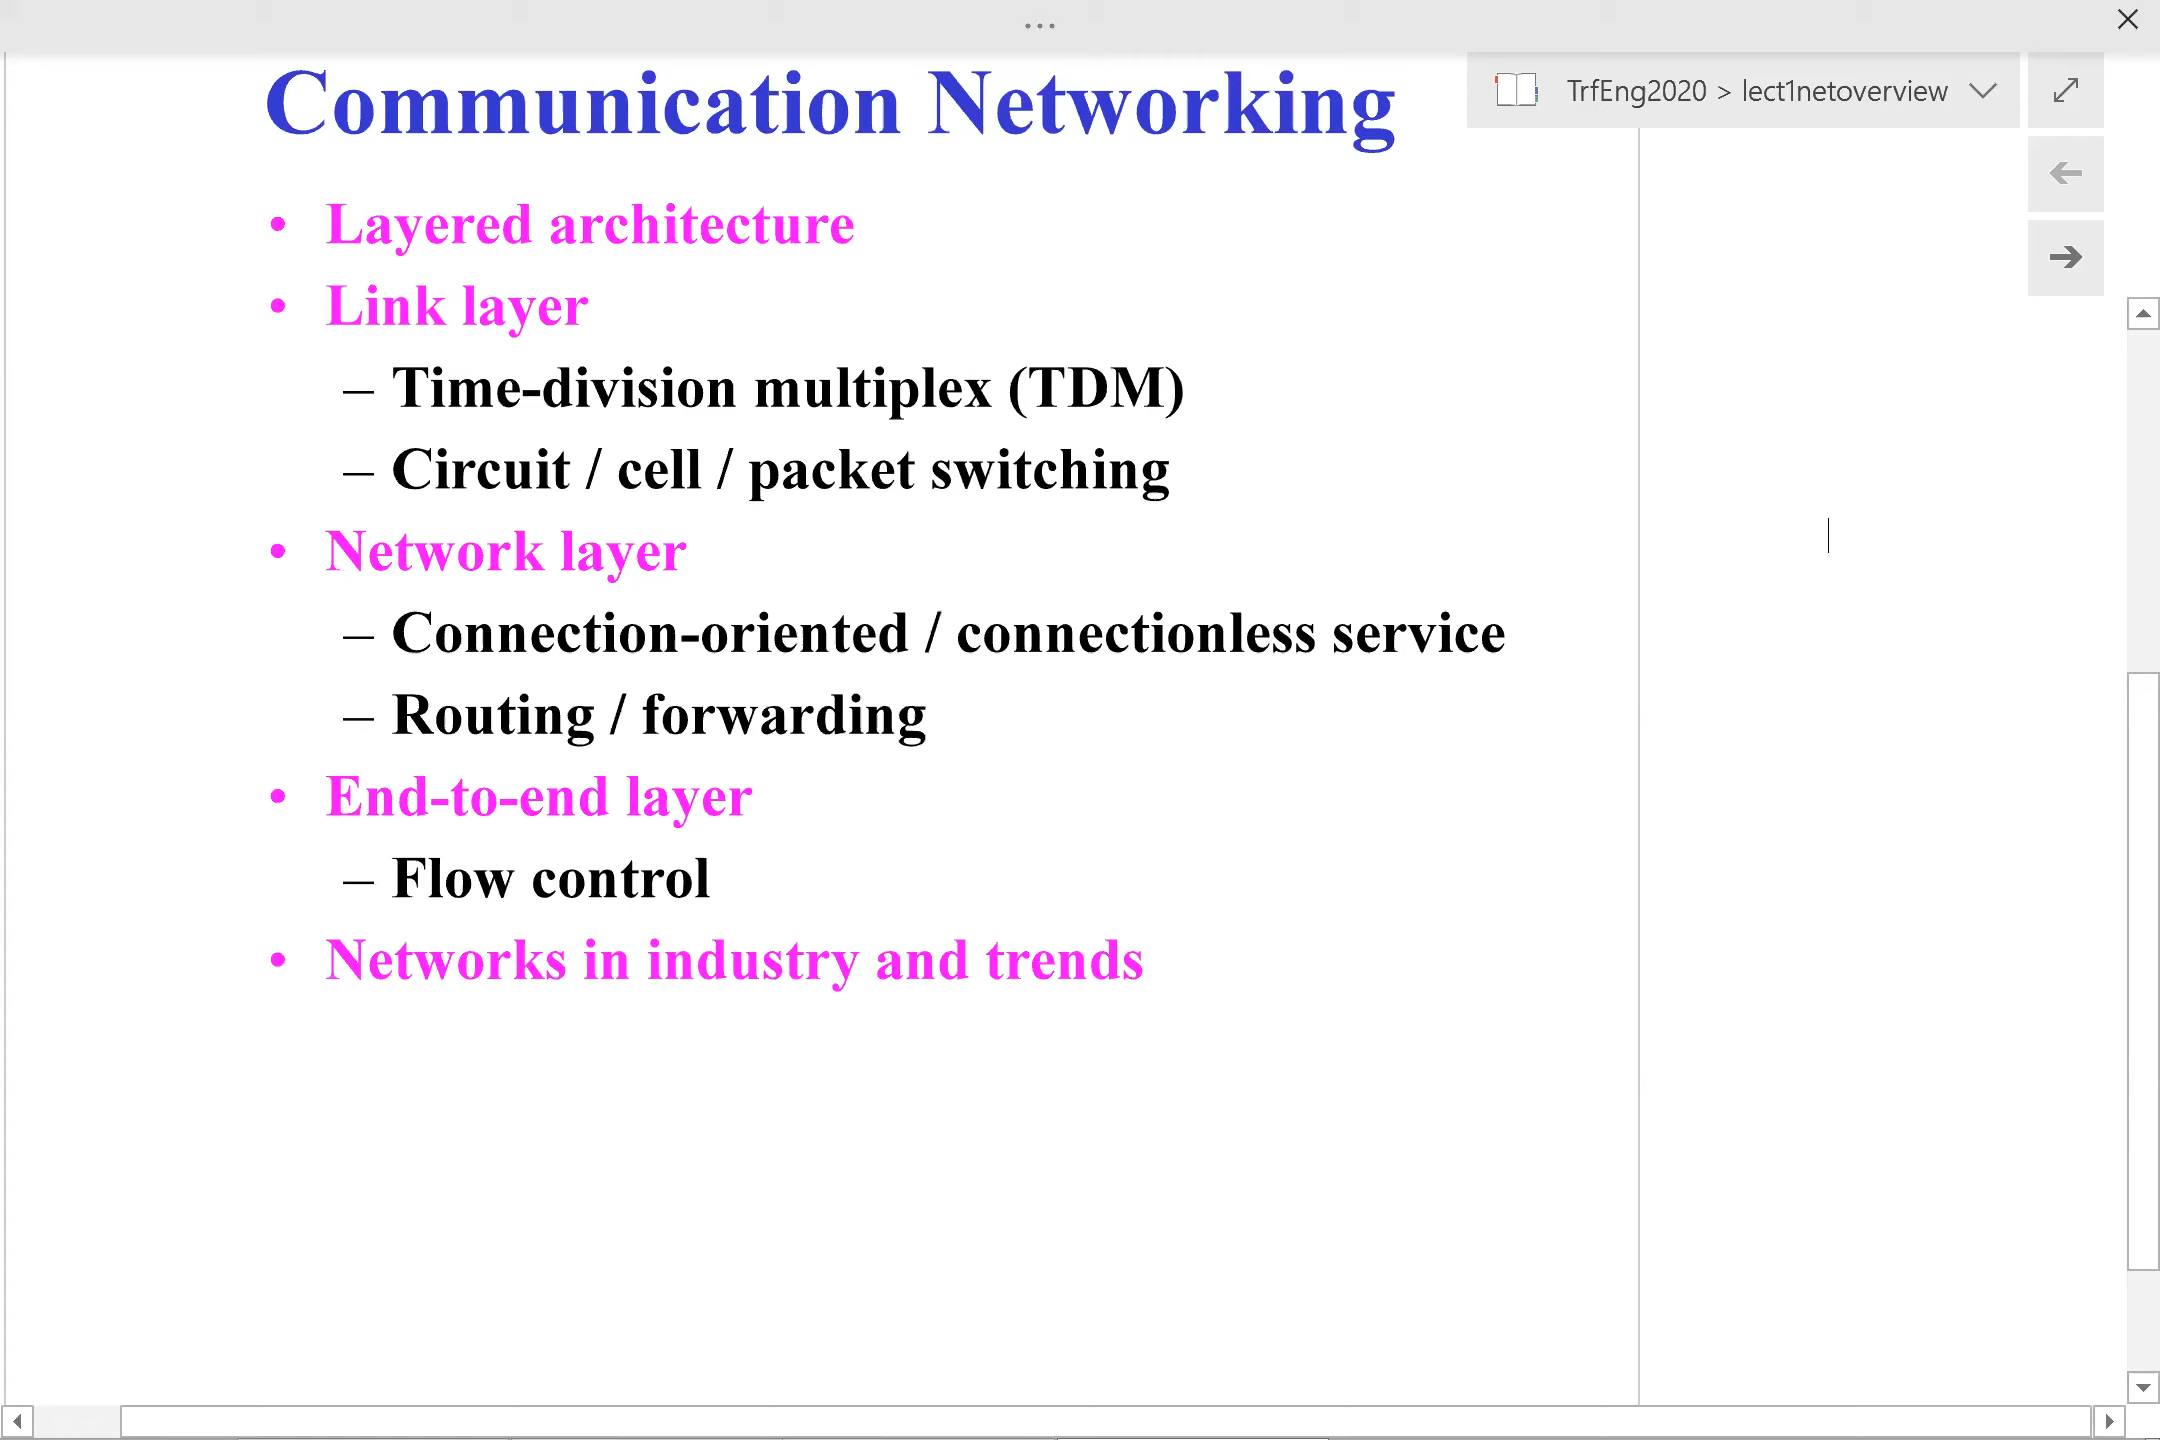 Communication Networking
TrfEng2020 > lect1netoverview
• Layered architecture
• Link layer
– Time-division multiplex (TDM)
– Circuit / cell / packet switching
• Network layer
– Connection-oriented / connectionless service
– Routing / forwarding
• End-to-end layer
– Flow control
• Networks in industry and trends